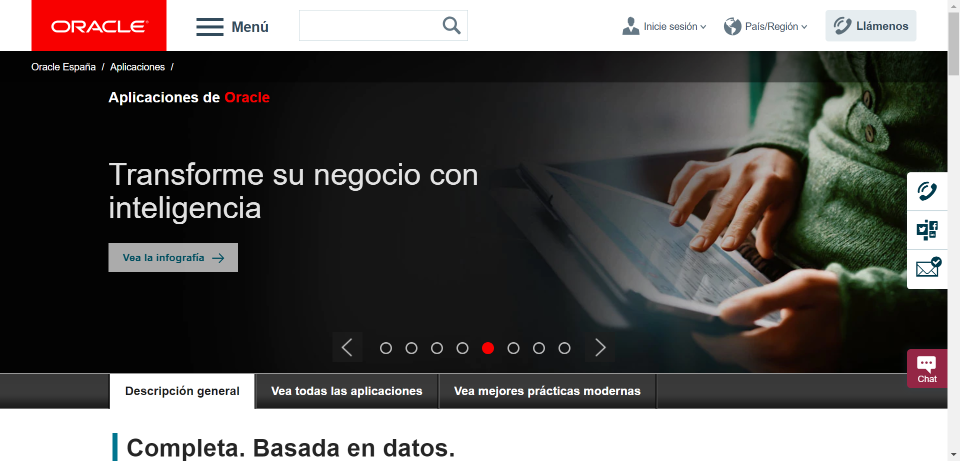 ORACLE
Menú
Inicie sesión
País/Región
Llámenos
Oracle España / Aplicaciones /
Aplicaciones de Oracle
Transforme su negocio con
inteligencia
Vea la infografía
Chat
Descripción general
Vea todas las aplicaciones
Vea mejores prácticas modernas
Completa. Basada en datos.